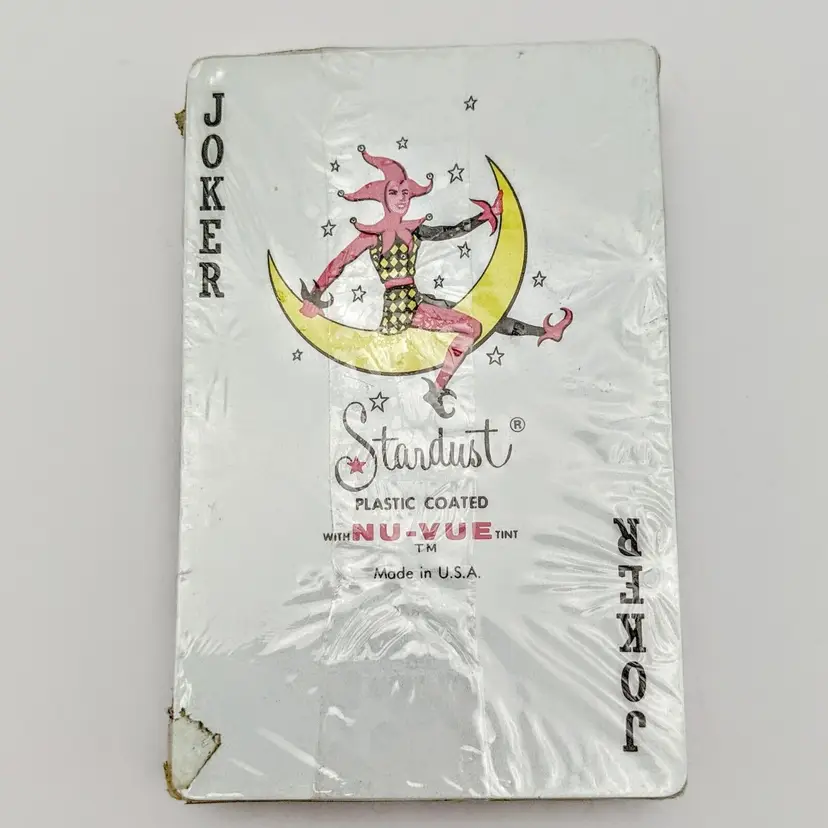 JOKER
Stardust®
PLASTIC COATED
WITH NU-VUE TINT
TM
Made in U.S.A.
JOKER